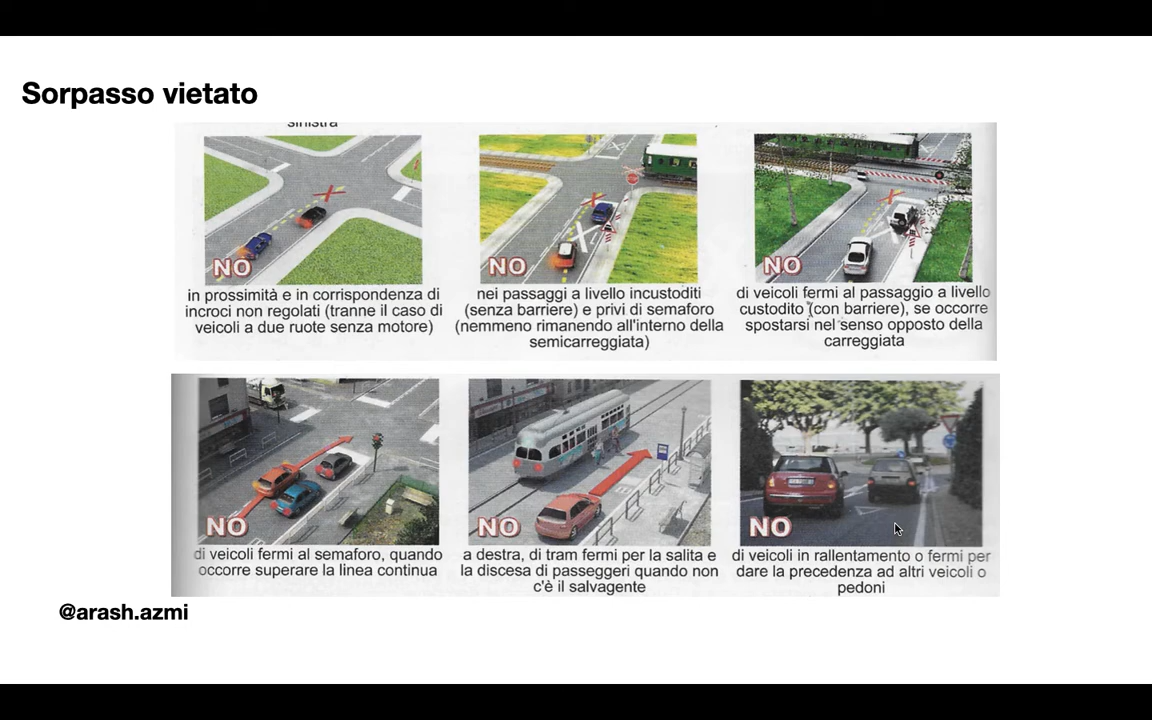 Sorpasso vietato
sinistra
NO
NO
NO
in prossimità e in corrispondenza di
incroci non regolati (tranne il caso di
veicoli a due ruote senza motore)
nei passaggi a livello incustoditi
(senza barriere) e privi di semaforo
(nemmeno rimanendo all'interno della
semicarreggiata)
di veicoli fermi al passaggio a livello
custodito (con barriere), se occorre
spostarsi nel senso opposto della
carreggiata
NO
NO
NO
di veicoli fermi al semaforo, quando
occorre superare la linea continua
a destra, di tram fermi per la salita e
la discesa di passeggeri quando non
c'è il salvagente
di veicoli in rallentamento o fermi per
dare la precedenza ad altri veicoli o
pedoni
@arash.azmi